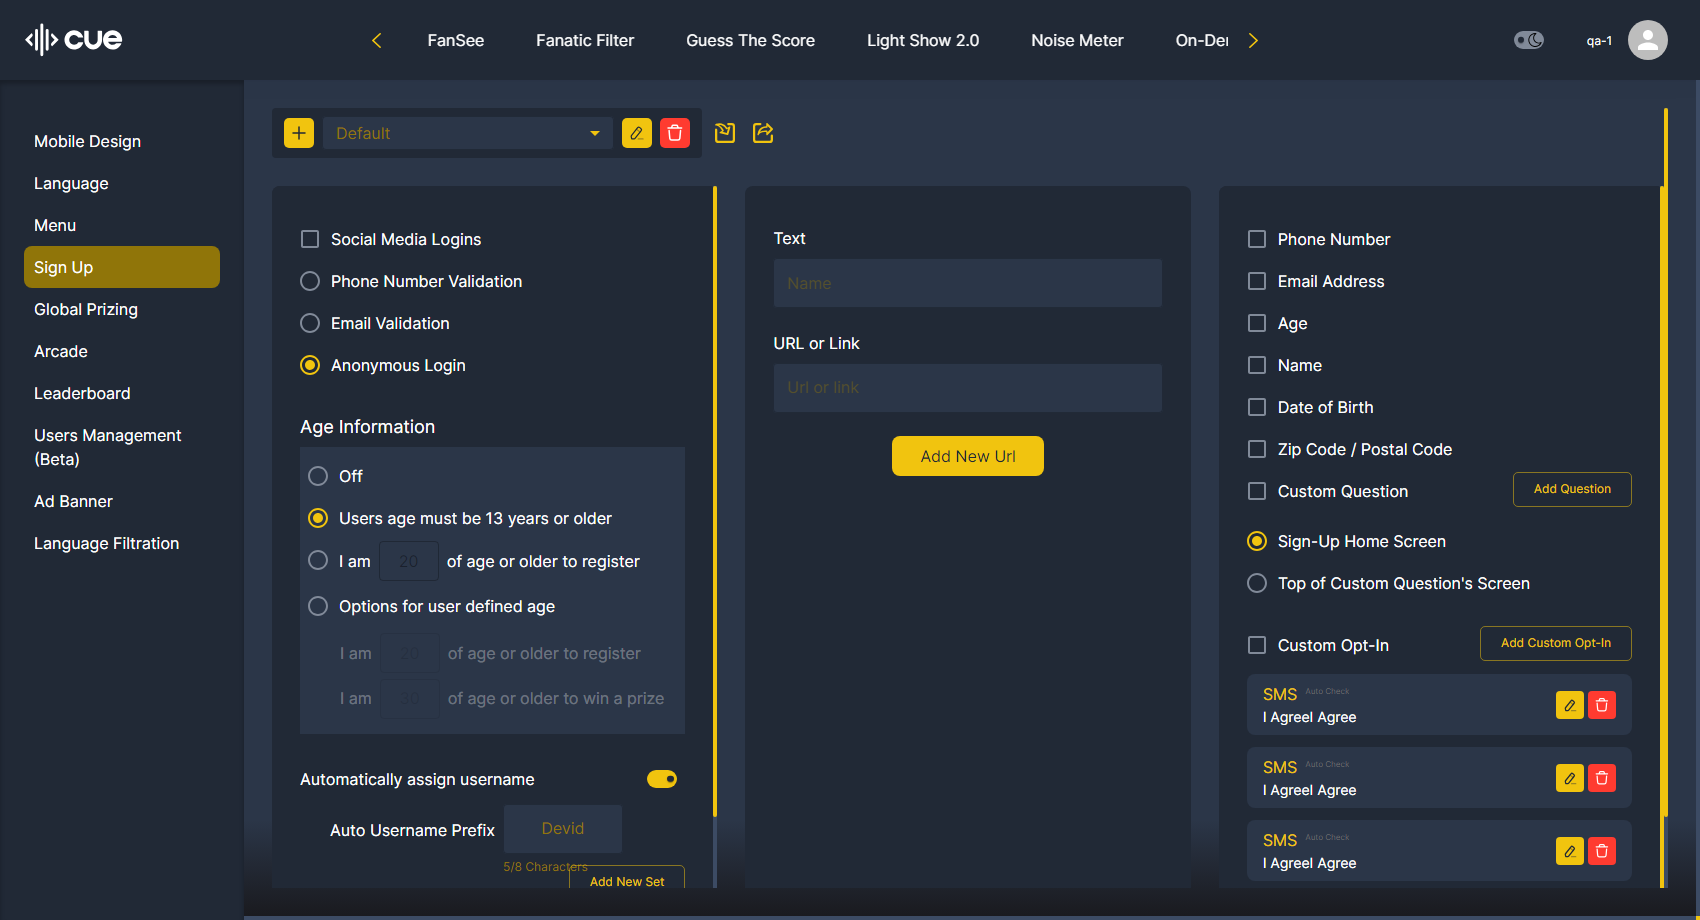 cue
FanSee
Fanatic Filter
Guess The Score
Light Show 2.0
Noise Meter
On-Der
qa-1
Mobile Design
Language
Menu
Sign Up
Global Prizing
Arcade
Leaderboard
Users Management
(Beta)
Ad Banner
Language Filtration
Default
Social Media Logins
Phone Number Validation
Email Validation
Anonymous Login
Age Information
Off
Users age must be 13 years or older
I am 20 of age or older to register
Options for user defined age
I am 20 of age or older to register
I am 30 of age or older to win a prize
Automatically assign username
Auto Username Prefix Devid
5/8 Characters
Add New Set
Text
Name
URL or Link
Url or link
Add New Url
Phone Number
Email Address
Age
Name
Date of Birth
Zip Code / Postal Code
Custom Question Add Question
Sign-Up Home Screen
Top of Custom Question's Screen
Custom Opt-In Add Custom Opt-In
SMS Auto Check
I AgreeI Agree
SMS Auto Check
I AgreeI Agree
SMS Auto Check
I AgreeI Agree